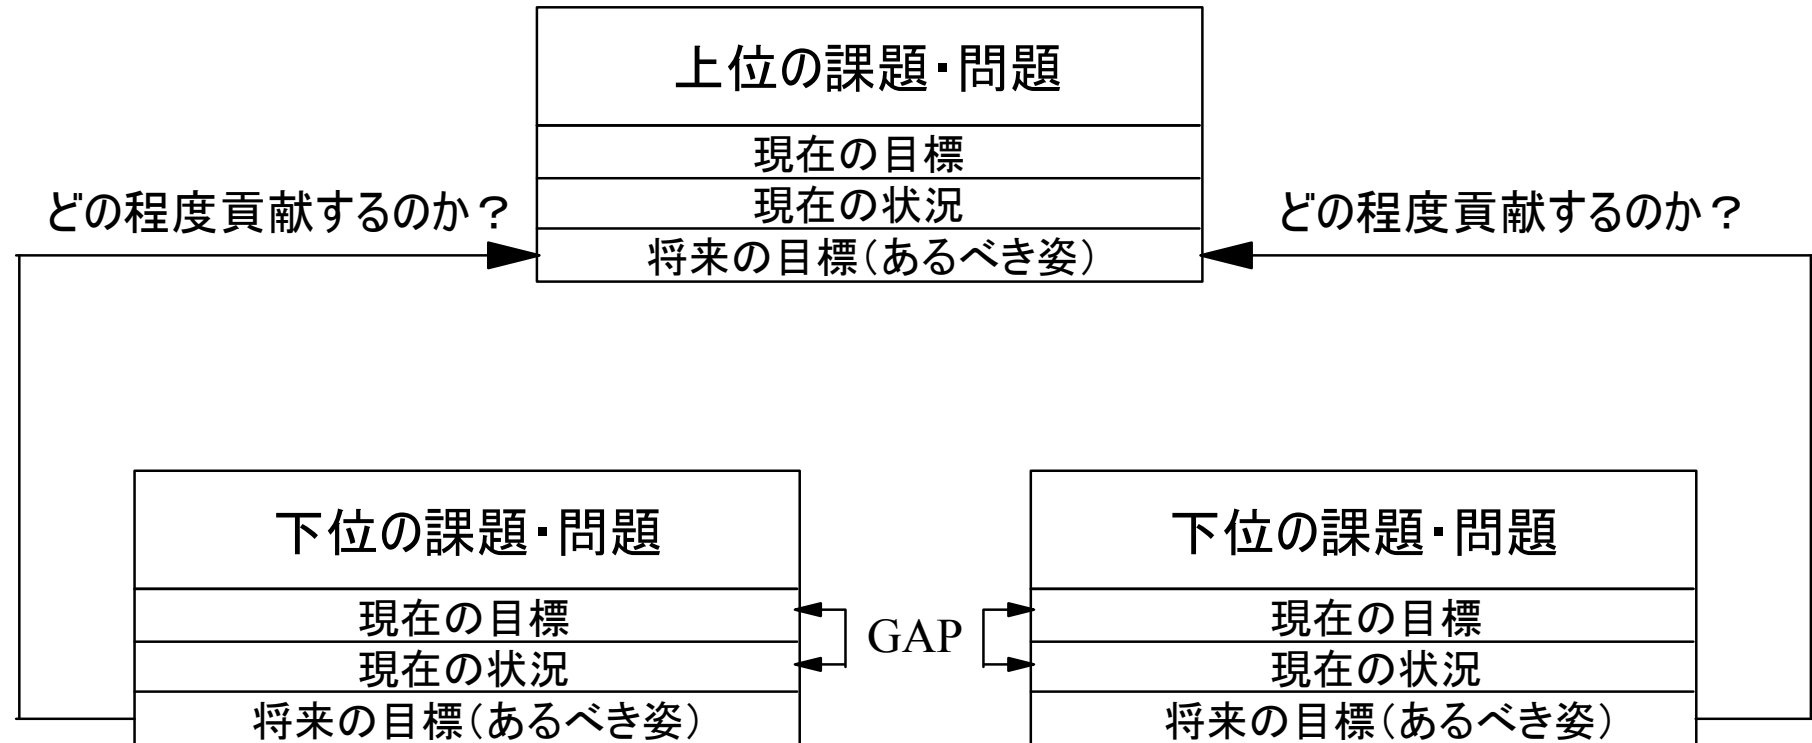 上位の課題・問題
現在の目標
現在の状況
将来の目標(あるべき姿)
どの程度貢献するのか？
どの程度貢献するのか？
下位の課題・問題
現在の目標
現在の状況
将来の目標(あるべき姿)
GAP
下位の課題・問題
現在の目標
現在の状況
将来の目標(あるべき姿)